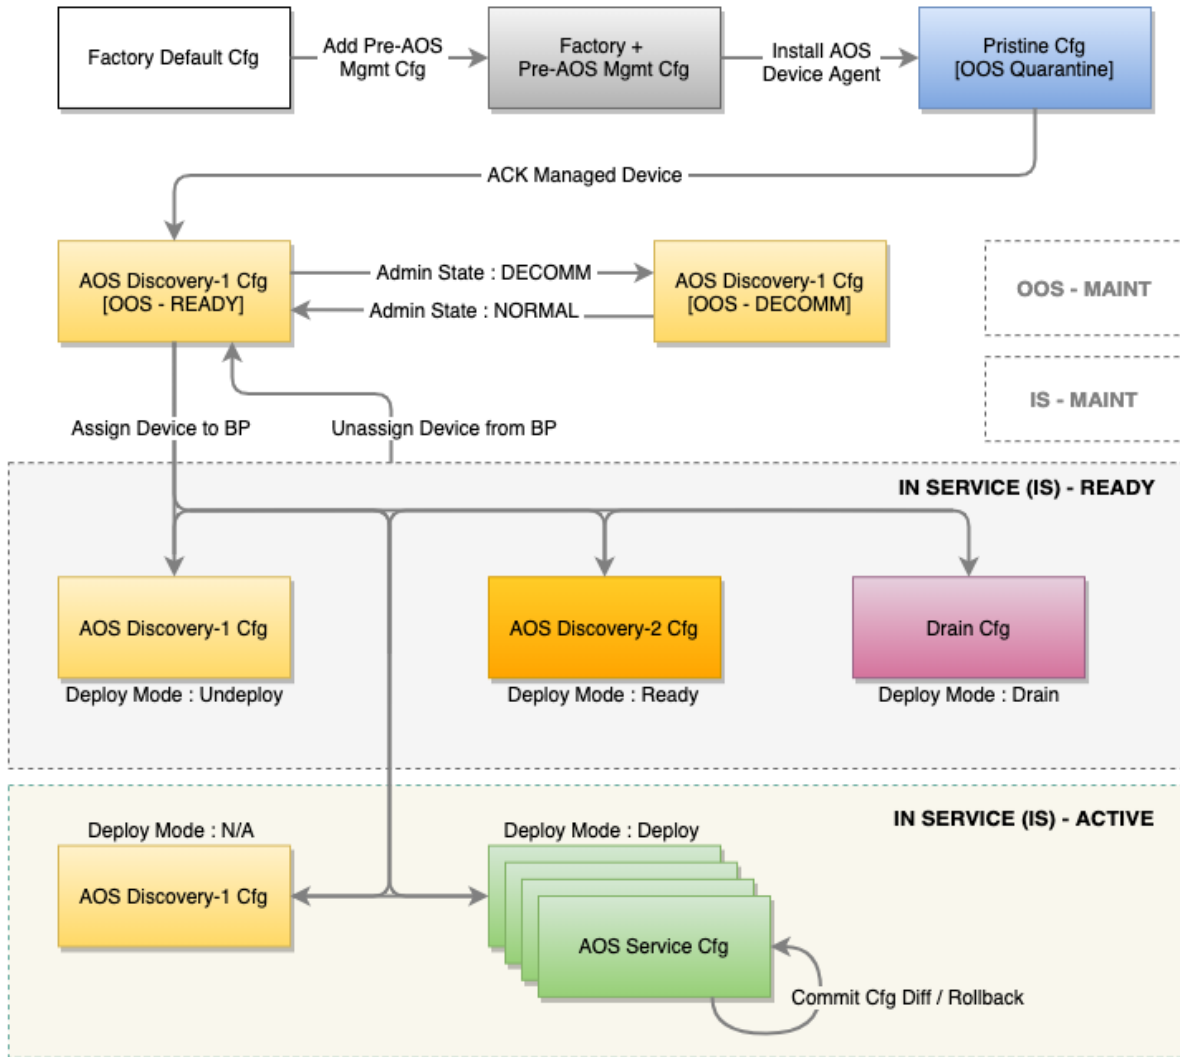 Factory Default Cfg
Add Pre-AOS
Mgmt Cfg
Factory +
Pre-AOS Mgmt Cfg
Install AOS
Device Agent
Pristine Cfg
[OOS Quarantine]
ACK Managed Device
AOS Discovery-1 Cfg
[OOS - READY]
Admin State : DECOMM
Admin State : NORMAL
AOS Discovery-1 Cfg
[OOS - DECOMM]
OOS - MAINT
IS - MAINT
Assign Device to BP
Unassign Device from BP
IN SERVICE (IS) - READY
AOS Discovery-1 Cfg
Deploy Mode : Undeploy
AOS Discovery-2 Cfg
Deploy Mode : Ready
Drain Cfg
Deploy Mode : Drain
IN SERVICE (IS) - ACTIVE
Deploy Mode : N/A
AOS Discovery-1 Cfg
Deploy Mode : Deploy
AOS Service Cfg
Commit Cfg Diff / Rollback